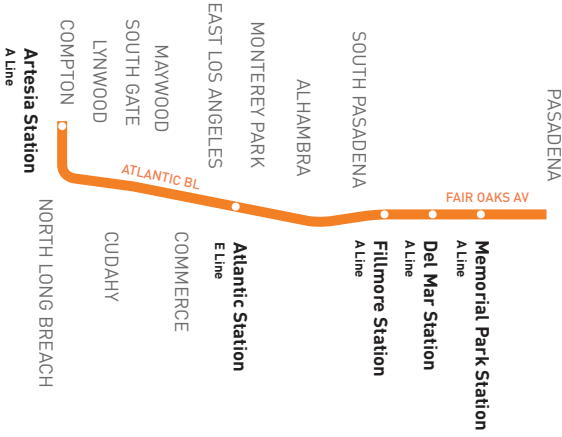 PASADENA
FAIR OAKS AV
Memorial Park Station
A Line
Del Mar Station
A Line
Fillmore Station
A Line
SOUTH PASADENA
ALHAMBRA
MONTEREY PARK
Atlantic Station
E Line
EAST LOS ANGELES
COMMERCE
ATLANTIC BL
MAYWOOD
SOUTH GATE
CUDAHY
LYNWOOD
COMPTON
NORTH LONG BREACH
Artesia Station
A Line